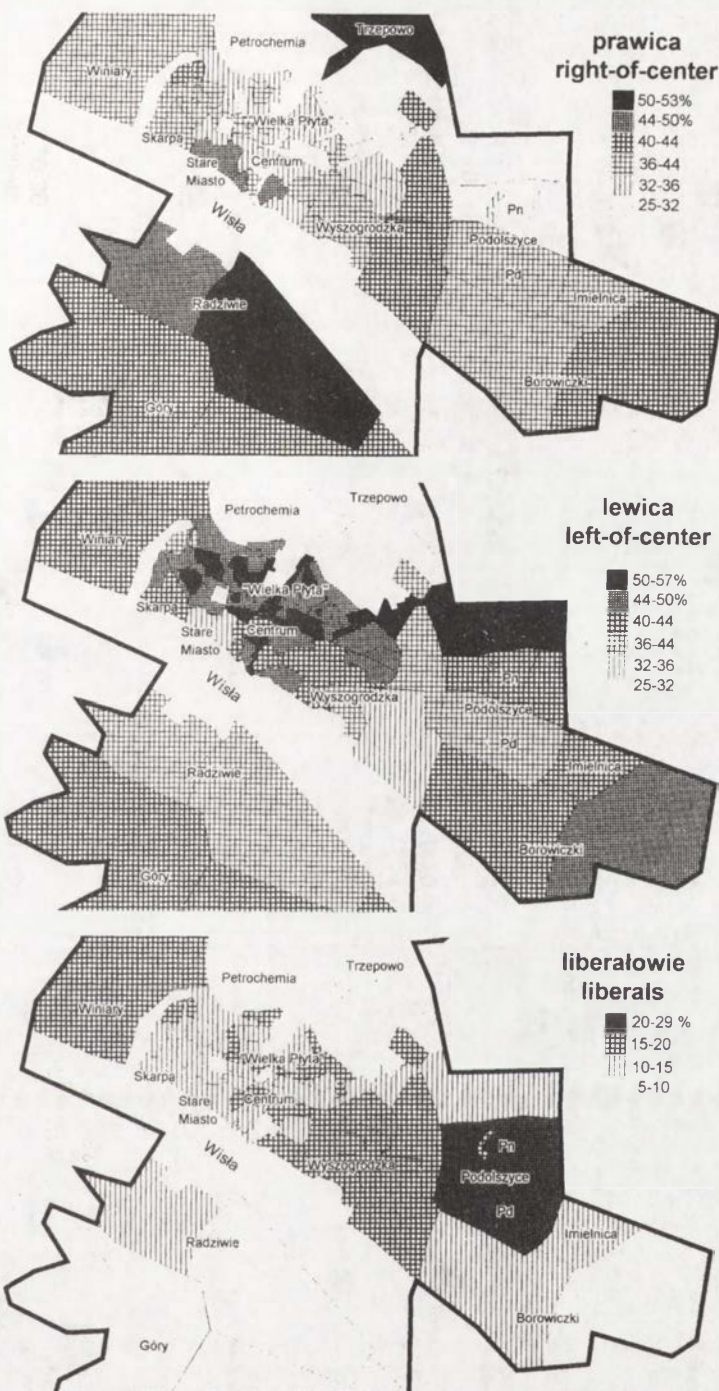 prawica
right-of-center
50-53%
44-50%
40-44
36-44
32-36
25-32
Petrochemia
Trzepowo
Winiary
"Wielka Płyta"
Skarpa
Stare
Miasto
Centrum
Wisła
Wyszogrodzka
Pn
Podolszyce
Pd
Imielnica
Radziwie
Borowiczki
Góry
lewica
left-of-center
50-57%
44-50%
40-44
36-44
32-36
25-32
Petrochemia
Trzepowo
Winiary
"Wielka Płyta"
Skarpa
Stare
Miasto
Centrum
Wisła
Wyszogrodzka
Pn
Podolszyce
Pd
Imielnica
Radziwie
Borowiczki
Góry
liberałowie
liberals
20-29 %
15-20
10-15
5-10
Petrochemia
Trzepowo
Winiary
"Wielka Płyta"
Skarpa
Stare
Miasto
Centrum
Wisła
Wyszogrodzka
Pn
Podolszyce
Pd
Imielnica
Radziwie
Borowiczki
Góry